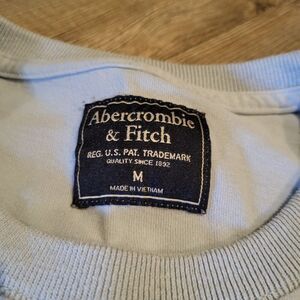 Abercrombie
& Fitch
REG. U.S. PAT. TRADEMARK
QUALITY SINCE 1892
M
MADE IN VIETNAM